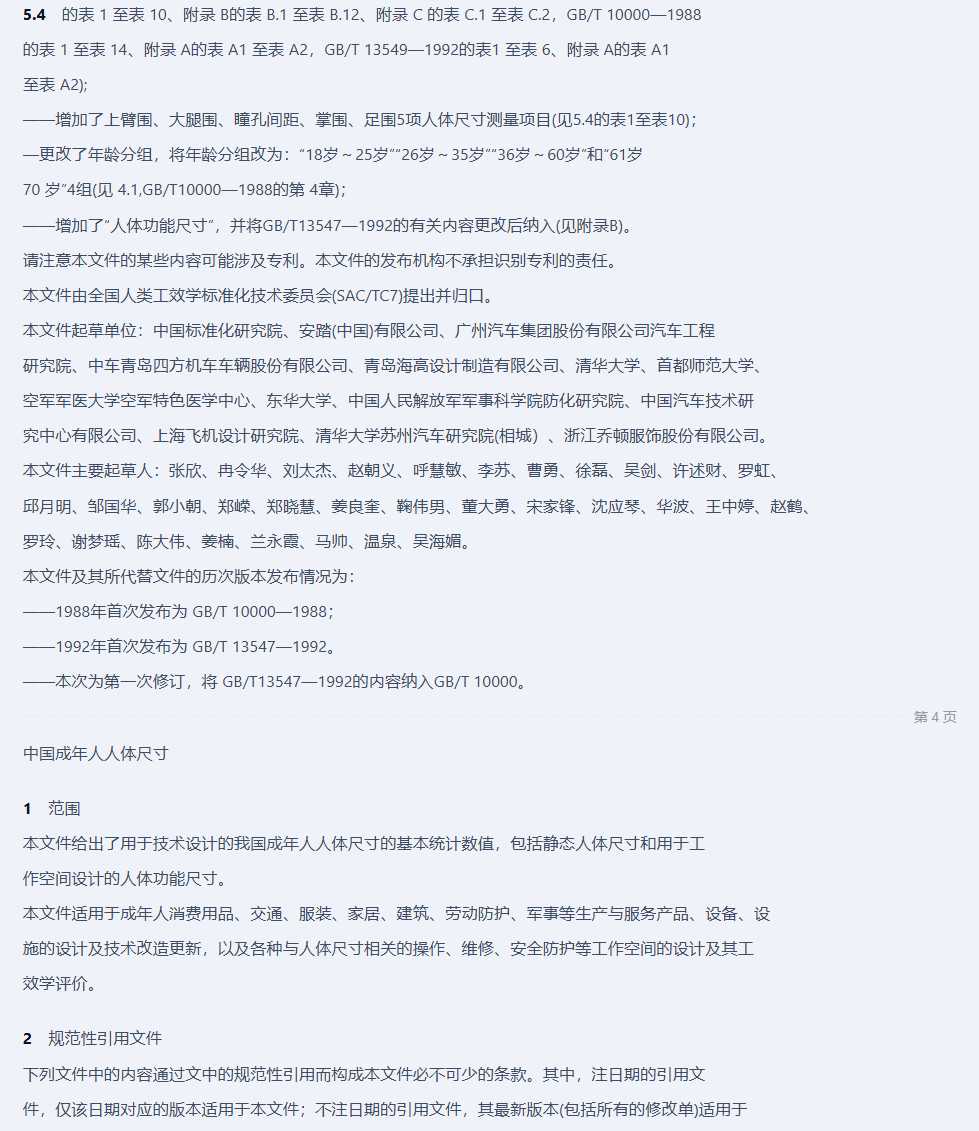 5.4 的表 1 至表 10、附录 B的表 B.1 至表 B.12、附录 C 的表 C.1 至表 C.2，GB/T 10000—1988
的表 1 至表 14、附录 A的表 A1 至表 A2，GB/T 13549—1992的表1 至表 6、附录 A的表 A1
至表 A2);
——增加了上臂围、大腿围、瞳孔间距、掌围、足围5项人体尺寸测量项目(见5.4的表1至表10)；
—更改了年龄分组，将年龄分组改为："18岁～25岁""26岁～35岁""36岁～60岁"和"61岁
70 岁"4组(见 4.1,GB/T10000—1988的第 4章)；
——增加了"人体功能尺寸"，并将GB/T13547—1992的有关内容更改后纳入(见附录B)。
请注意本文件的某些内容可能涉及专利。本文件的发布机构不承担识别专利的责任。
本文件由全国人类工效学标准化技术委员会(SAC/TC7)提出并归口。
本文件起草单位：中国标准化研究院、安踏(中国)有限公司、广州汽车集团股份有限公司汽车工程
研究院、中车青岛四方机车车辆股份有限公司、青岛海高设计制造有限公司、清华大学、首都师范大学、
空军军医大学空军特色医学中心、东华大学、中国人民解放军军事科学院防化研究院、中国汽车技术研
究中心有限公司、上海飞机设计研究院、清华大学苏州汽车研究院(相城）、浙江乔顿服饰股份有限公司。
本文件主要起草人：张欣、冉令华、刘太杰、赵朝义、呼慧敏、李苏、曹勇、徐磊、吴剑、许述财、罗虹、
邱月明、邹国华、郭小朝、郑嵘、郑晓慧、姜良奎、鞠伟男、董大勇、宋家锋、沈应琴、华波、王中婷、赵鹤、
罗玲、谢梦瑶、陈大伟、姜楠、兰永霞、马帅、温泉、吴海媚。
本文件及其所代替文件的历次版本发布情况为：
——1988年首次发布为 GB/T 10000—1988；
——1992年首次发布为 GB/T 13547—1992。
——本次为第一次修订，将 GB/T13547—1992的内容纳入GB/T 10000。
第 4 页
中国成年人人体尺寸
1 范围
本文件给出了用于技术设计的我国成年人人体尺寸的基本统计数值，包括静态人体尺寸和用于工
作空间设计的人体功能尺寸。
本文件适用于成年人消费用品、交通、服装、家居、建筑、劳动防护、军事等生产与服务产品、设备、设
施的设计及技术改造更新，以及各种与人体尺寸相关的操作、维修、安全防护等工作空间的设计及其工
效学评价。
2 规范性引用文件
下列文件中的内容通过文中的规范性引用而构成本文件必不可少的条款。其中，注日期的引用文
件，仅该日期对应的版本适用于本文件；不注日期的引用文件，其最新版本(包括所有的修改单)适用于